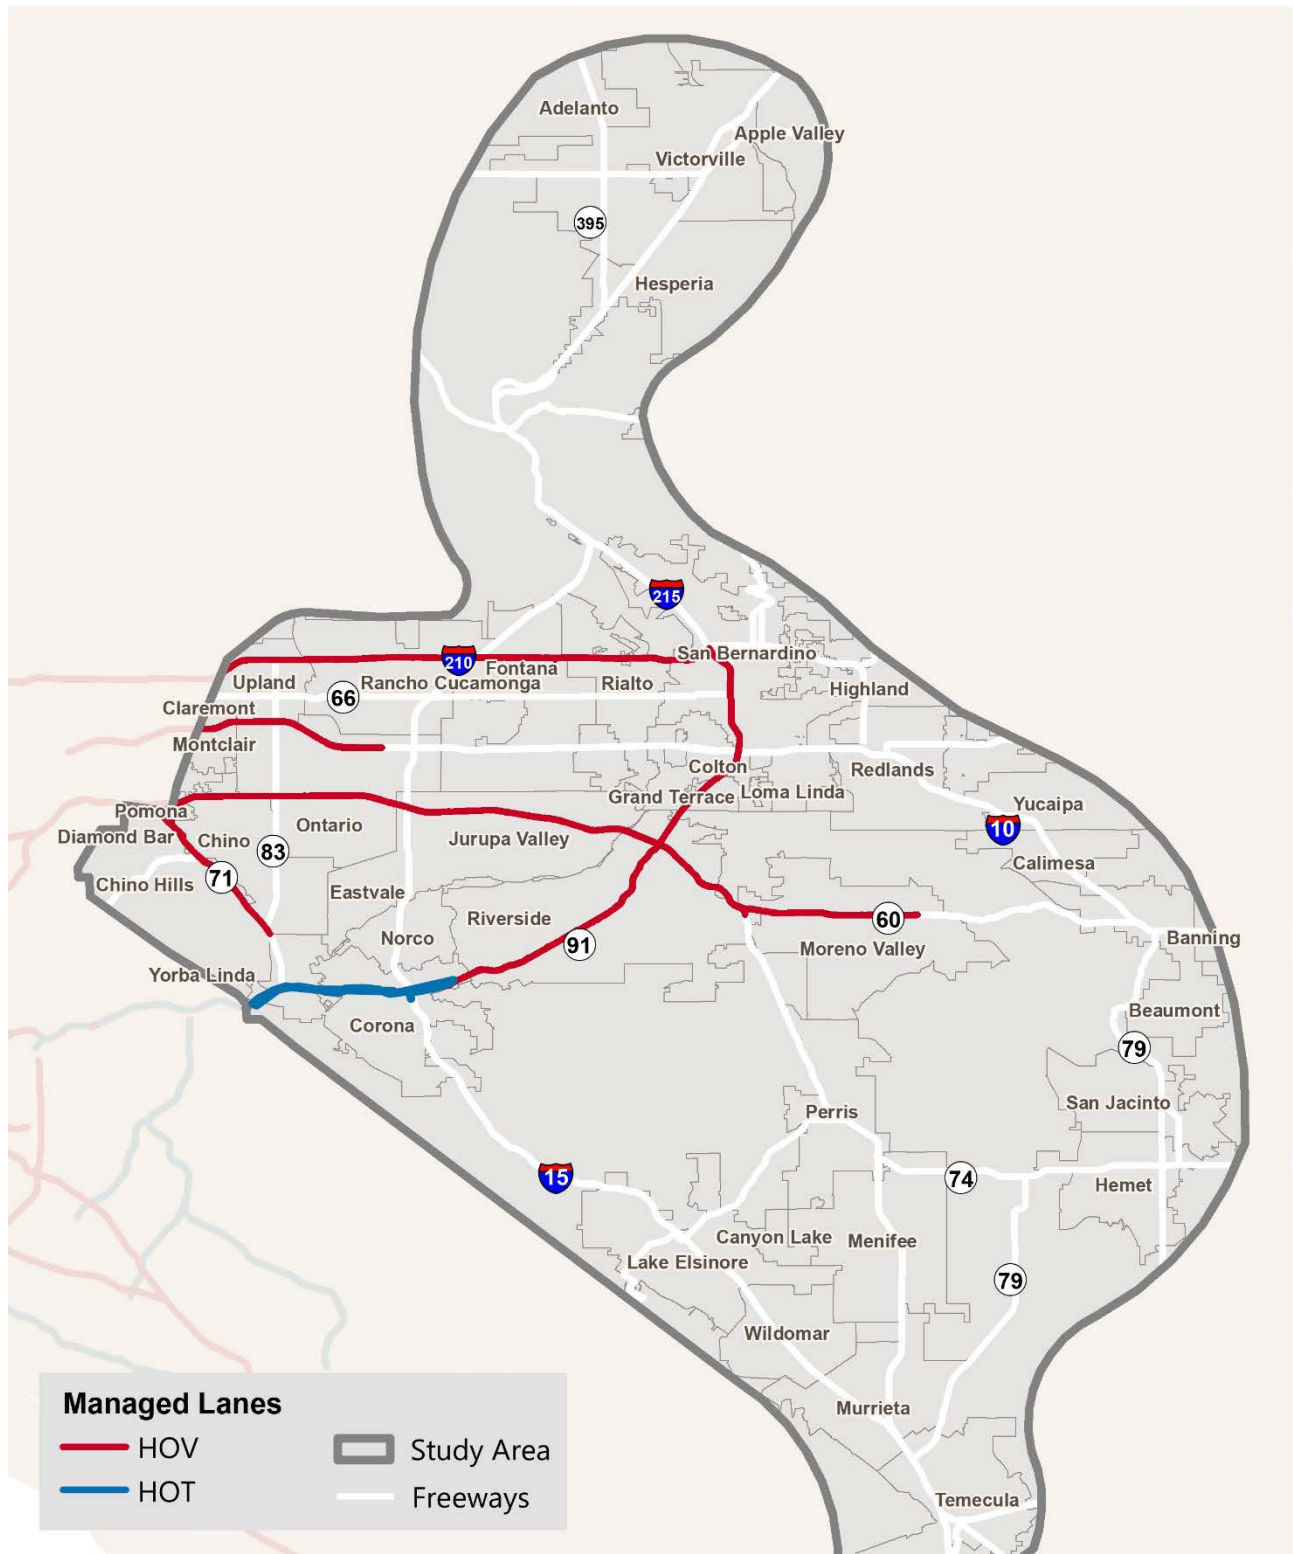 Adelanto
Apple Valley
Victorville
395
Hesperia
215
San Bernardino
210
Fontana
Upland
Rancho Cucamonga
Rialto
66
Highland
Claremont
Montclair
Colton
Redlands
Grand Terrace
Loma Linda
Yucaipa
Pomona
10
Ontario
Diamond Bar
Chino
83
Jurupa Valley
Calimesa
Chino Hills
71
Eastvale
Riverside
60
Norco
91
Moreno Valley
Banning
Yorba Linda
Corona
Beaumont
79
San Jacinto
Perris
15
74
Hemet
Canyon Lake
Menifee
Lake Elsinore
79
Wildomar
Murrieta
Temecula
Managed Lanes
HOV
Study Area
HOT
Freeways